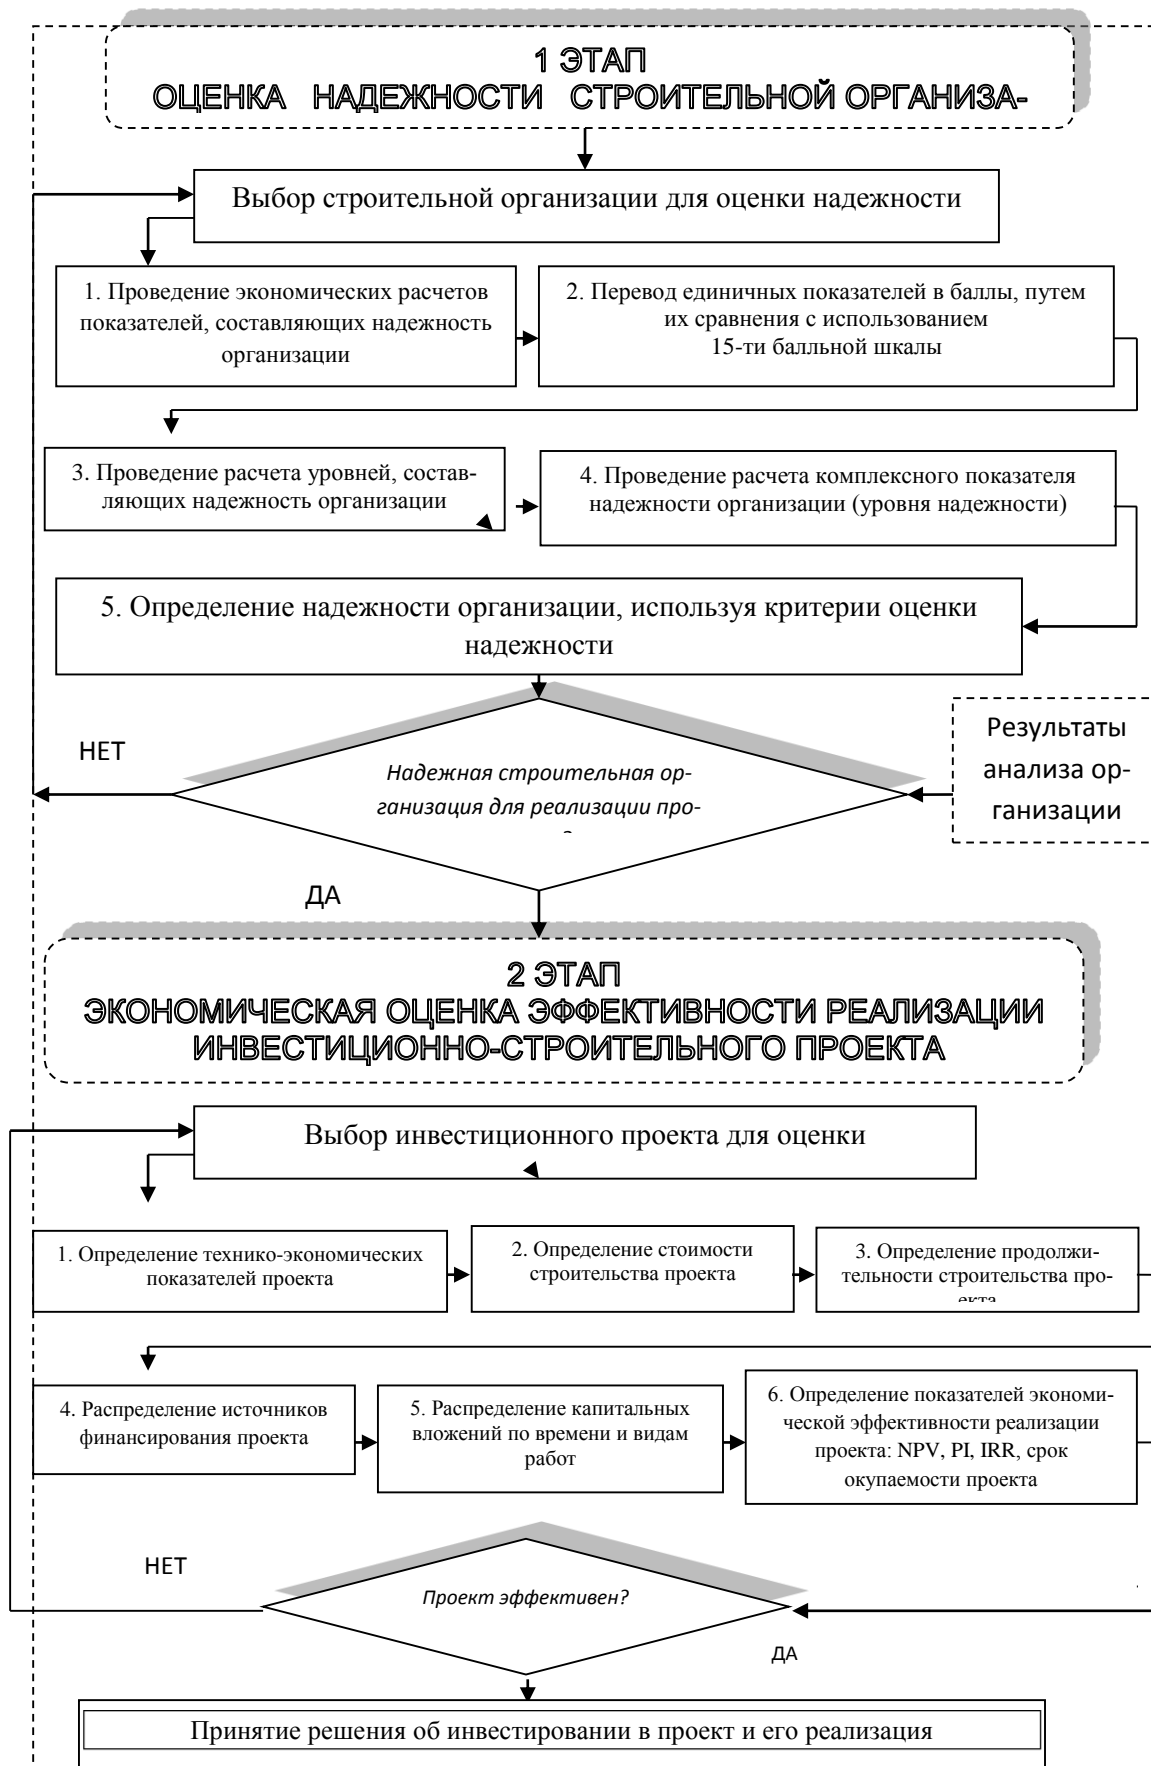 1 ЭТАП
ОЦЕНКА НАДЕЖНОСТИ СТРОИТЕЛЬНОЙ ОРГАНИЗА-
Выбор строительной организации для оценки надежности
1. Проведение экономических расчетов
показателей, составляющих надежность
организации
2. Перевод единичных показателей в баллы, путем
их сравнения с использованием
15-ти балльной шкалы
3. Проведение расчета уровней, состав-
ляющих надежность организации
4. Проведение расчета комплексного показателя
надежности организации (уровня надежности)
5. Определение надежности организации, используя критерии оценки
надежности
НЕТ
Надежная строительная ор-
ганизация для реализации про-
Результаты
анализа ор-
ганизации
ДА
2 ЭТАП
ЭКОНОМИЧЕСКАЯ ОЦЕНКА ЭФФЕКТИВНОСТИ РЕАЛИЗАЦИИ
ИНВЕСТИЦИОННО-СТРОИТЕЛЬНОГО ПРОЕКТА
Выбор инвестиционного проекта для оценки
1. Определение технико-экономических
показателей проекта
2. Определение стоимости
строительства проекта
3. Определение продолжи-
тельности строительства про-
екта
4. Распределение источников
финансирования проекта
5. Распределение капитальных
вложений по времени и видам
работ
6. Определение показателей экономи-
ческой эффективности реализации
проекта: NPV, PI, IRR, срок
окупаемости проекта
НЕТ
Проект эффективен?
ДА
Принятие решения об инвестировании в проект и его реализация